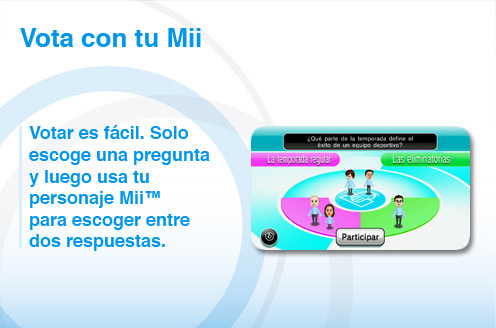 Vota con tu Mii
Votar es fácil. Solo
escoge una pregunta
y luego usa tu
personaje Mii™
para escoger entre
dos respuestas.
¿Qué parte de la temporada define el
éxito de un equipo deportivo?
La temporada regular
Las eliminatorias
Participar